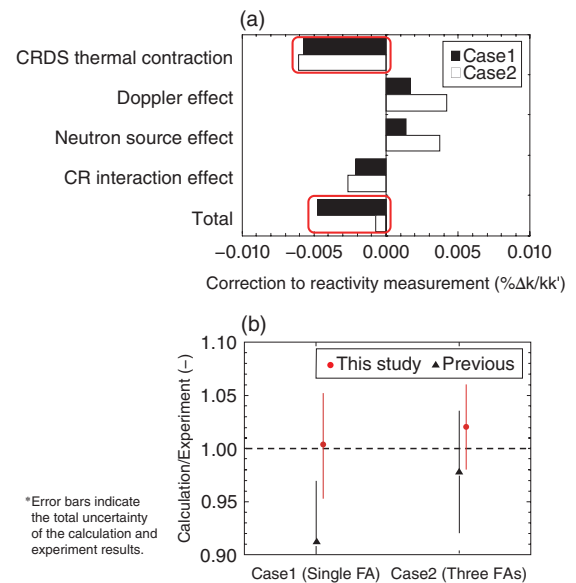 (a)
CRDS thermal contraction
Doppler effect
Neutron source effect
CR interaction effect
Total
Case1
Case2
−0.010 −0.005 0.000 0.005 0.010
Correction to reactivity measurement (%Δk/kk')
(b)
Calculation/Experiment (−)
1.10
1.05
1.00
0.95
0.90
This study Previous
Case1 (Single FA) Case2 (Three FAs)
*Error bars indicate
the total uncertainty
of the calculation and
experiment results.